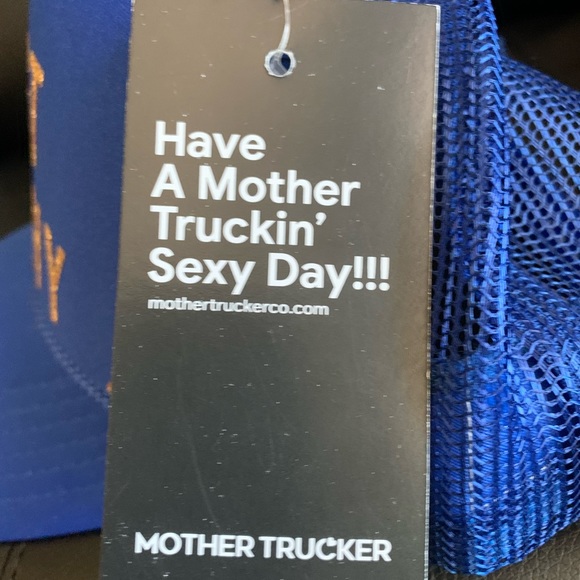 Have
A Mother
Truckin'
Sexy Day!!!
mothertruckerco.com
MOTHER TRUCKER